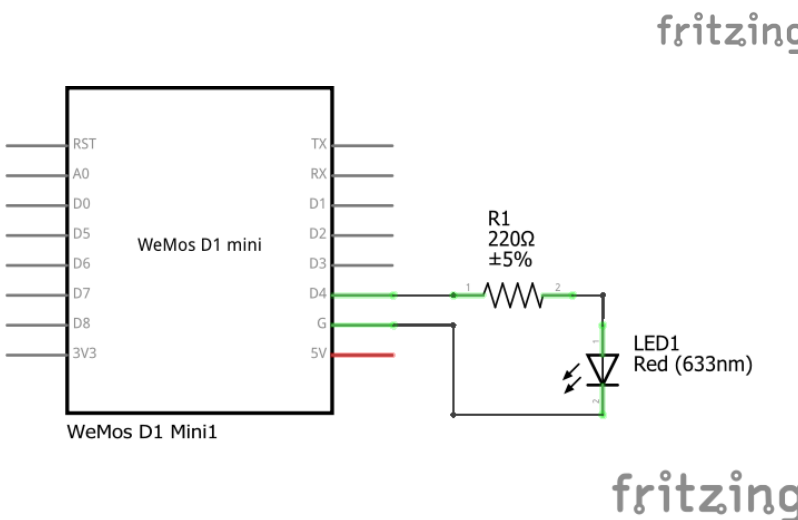 fritzing
RST
A0
D0
D5
D6
D7
D8
3V3
WeMos D1 mini
TX
RX
D1
D2
D3
D4
G
5V
WeMos D1 Mini1
R1
220Ω
±5%
1
2
LED1
Red (633nm)
1
2
fritzing